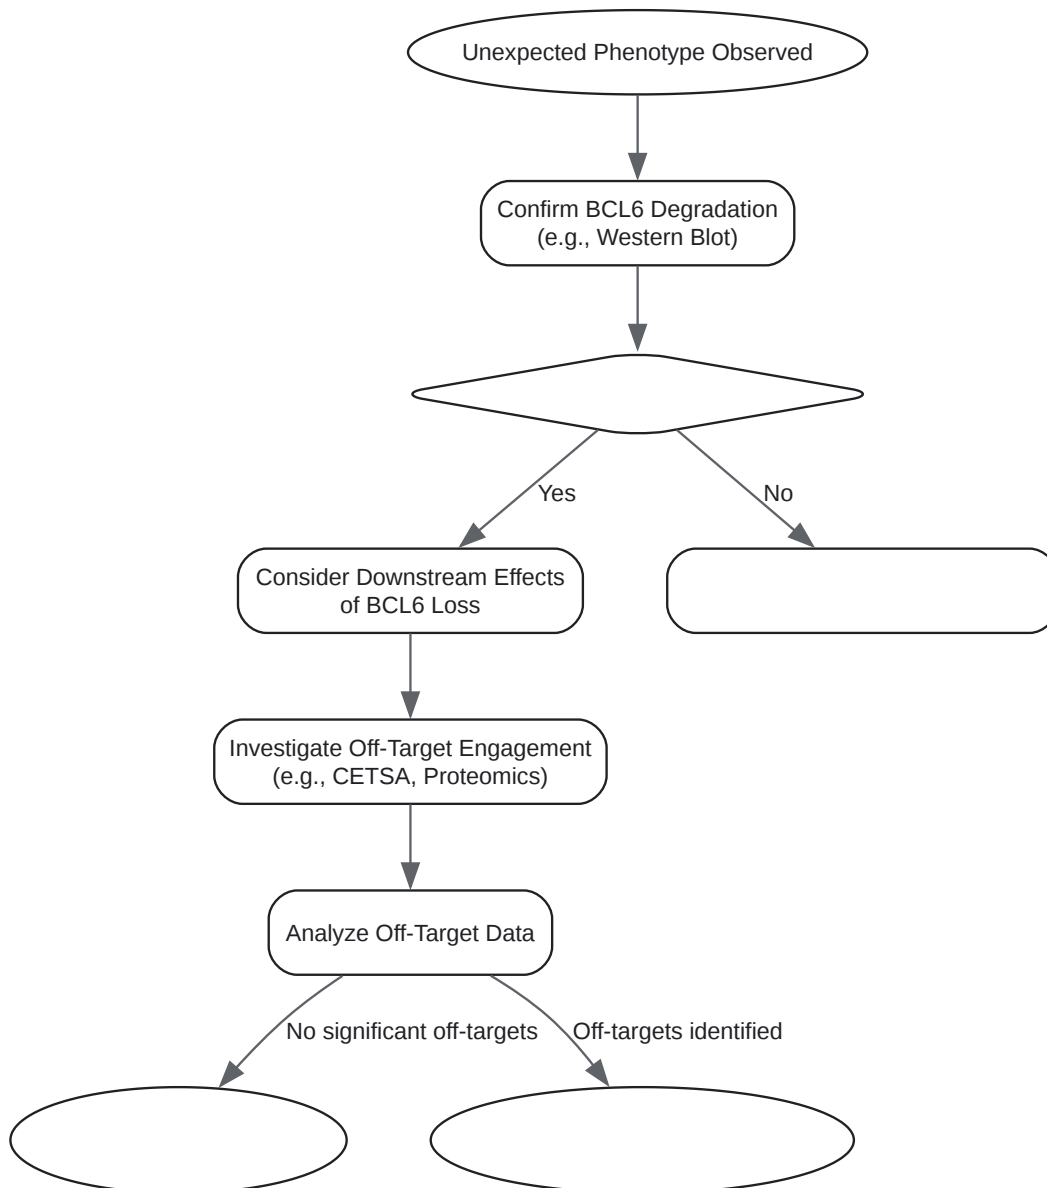 Unexpected Phenotype Observed
Confirm BCL6 Degradation
(e.g., Western Blot)
Yes
No
Consider Downstream Effects
of BCL6 Loss
Investigate Off-Target Engagement
(e.g., CETSA, Proteomics)
Analyze Off-Target Data
No significant off-targets
Off-targets identified